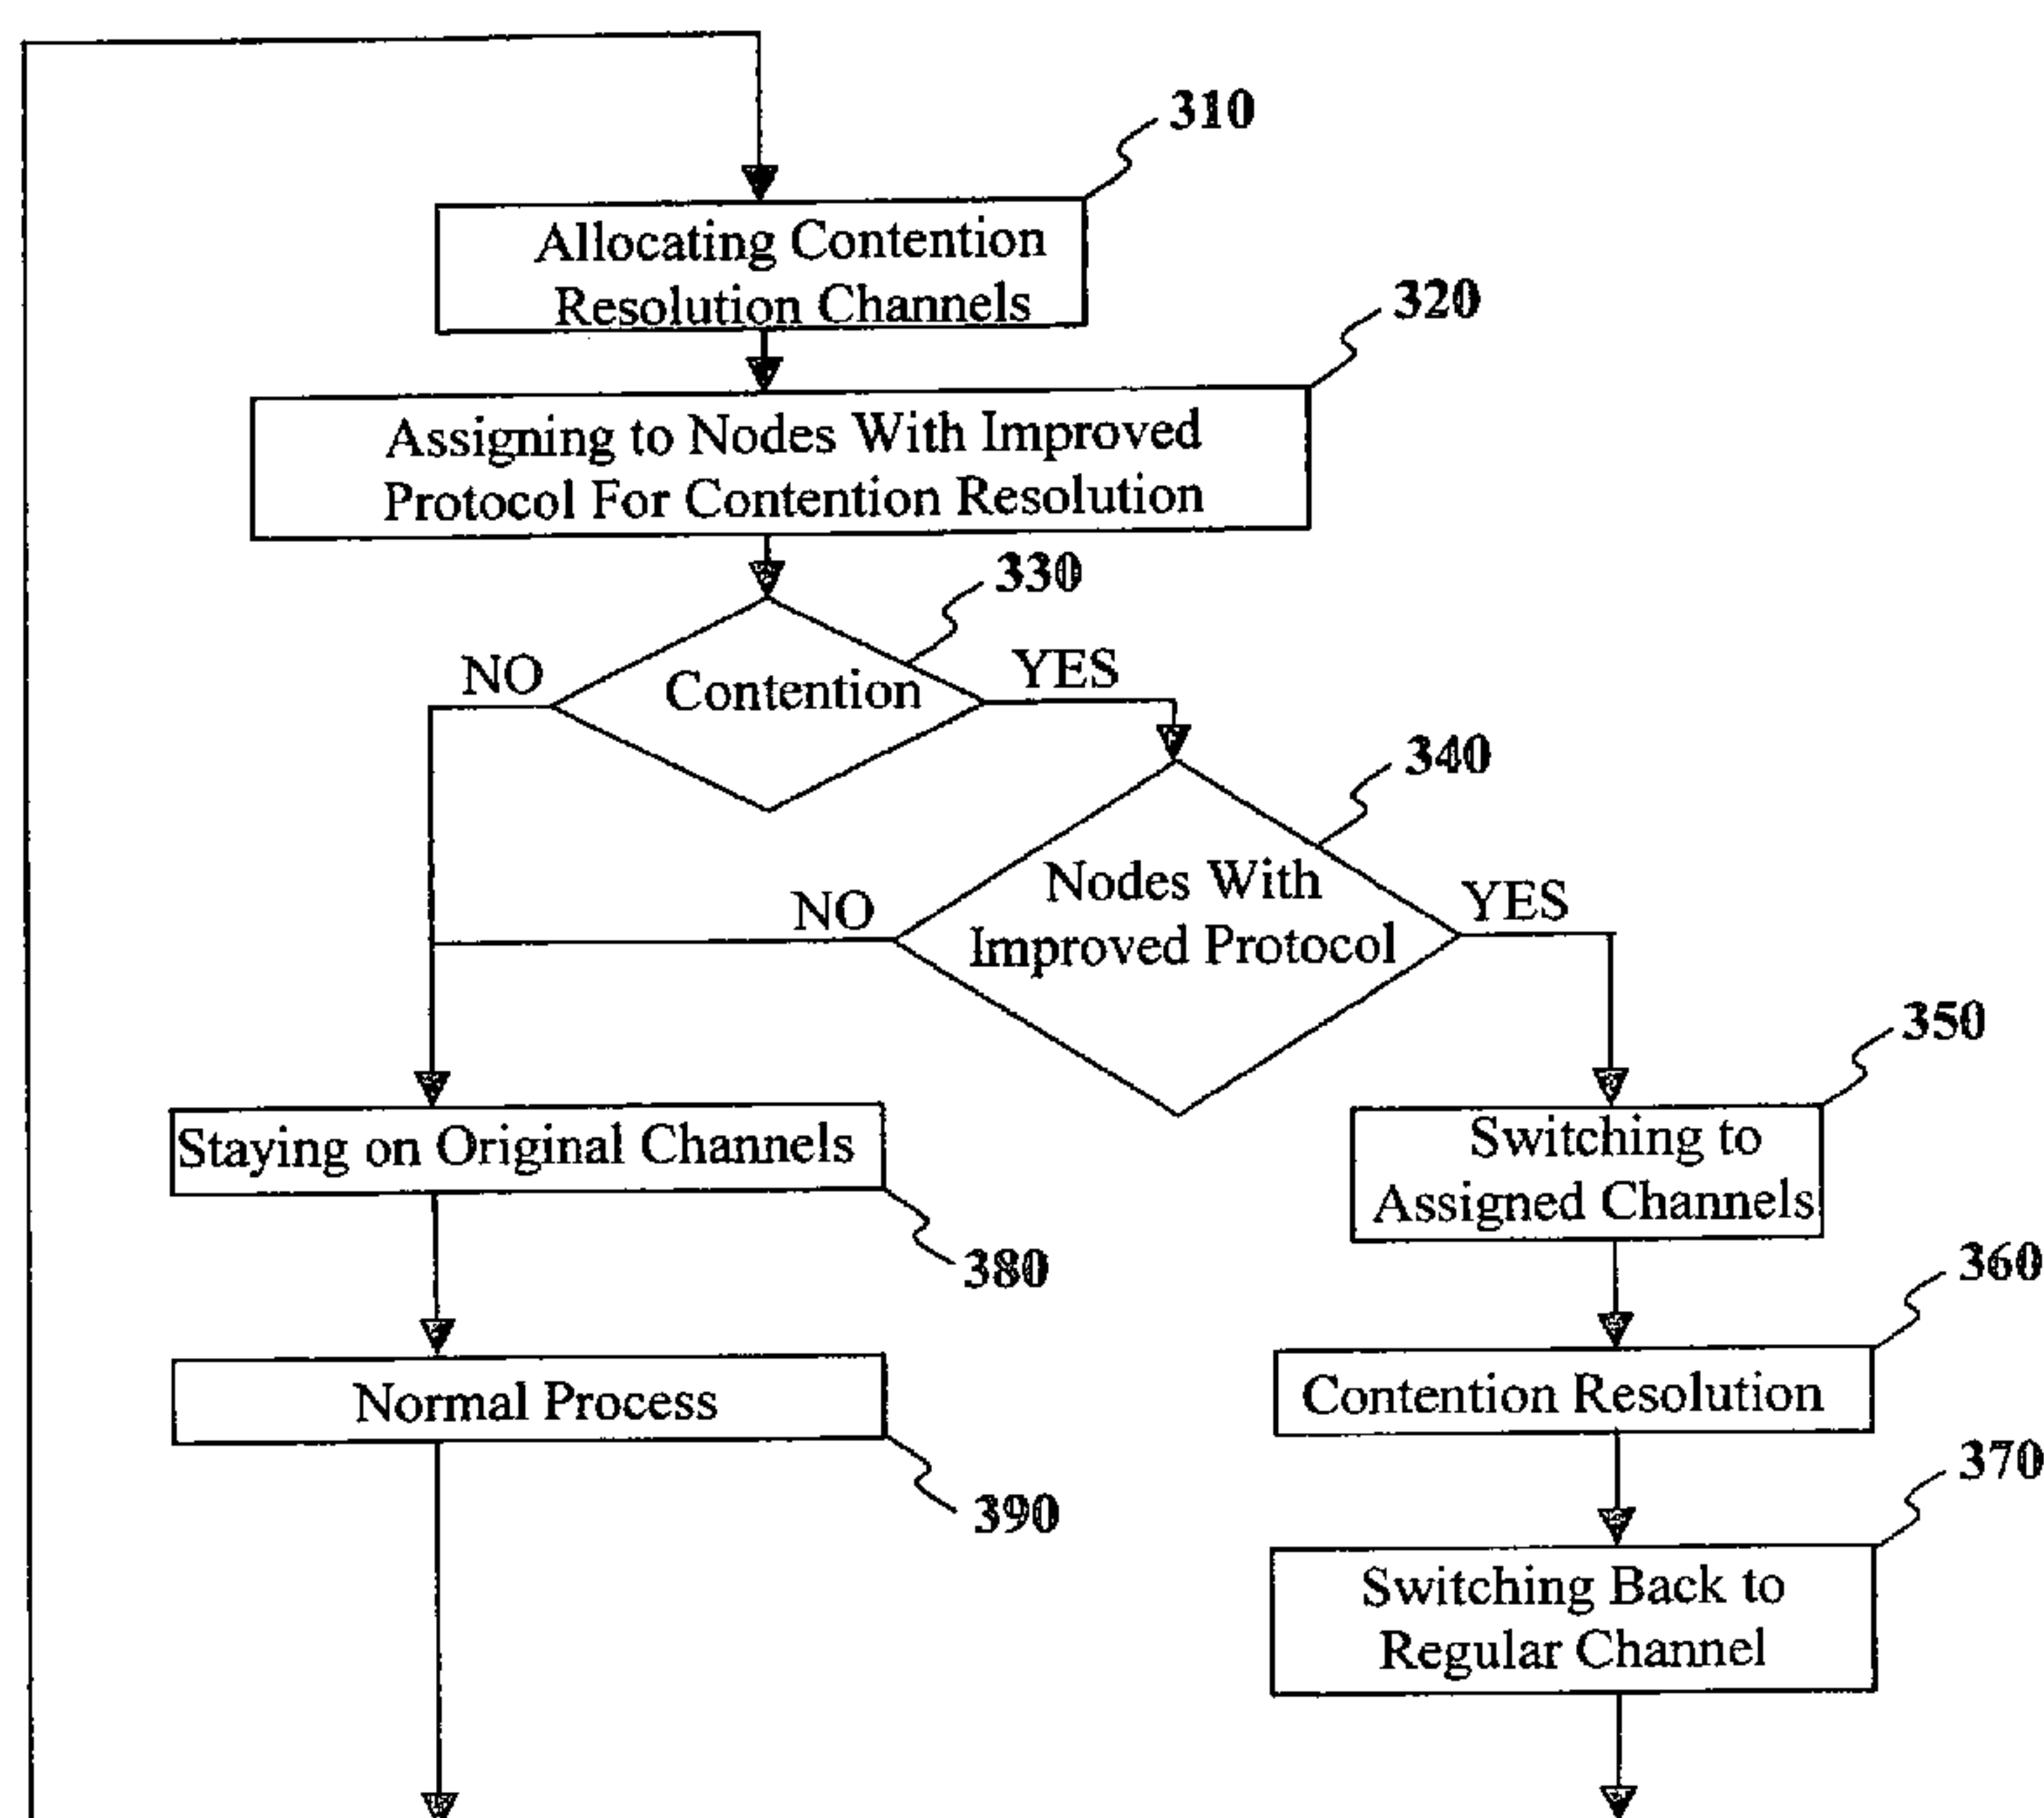 310
Allocating Contention
Resolution Channels
320
Assigning to Nodes With Improved
Protocol For Contention Resolution
330
NO
Contention
YES
340
Nodes With
Improved Protocol
NO
YES
350
Staying on Original Channels
Switching to
Assigned Channels
380
360
Normal Process
Contention Resolution
370
390
Switching Back to
Regular Channel